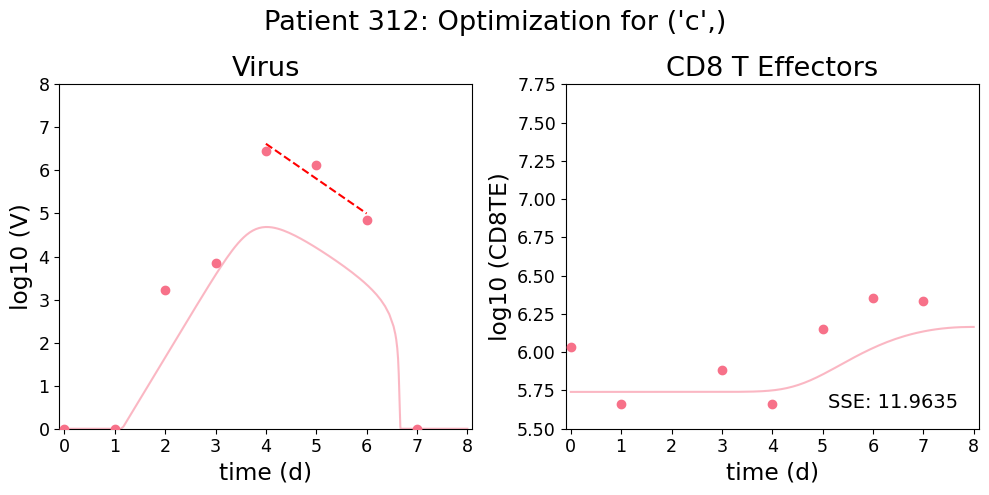 Patient 312: Optimization for ('c',)
Virus
CD8 T Effectors
log10 (V)
8
7
6
5
4
3
2
1
0
0 1 2 3 4 5 6 7 8
time (d)
log10 (CD8TE)
7.75
7.50
7.25
7.00
6.75
6.50
6.25
6.00
5.75
5.50
SSE: 11.9635
0 1 2 3 4 5 6 7 8
time (d)